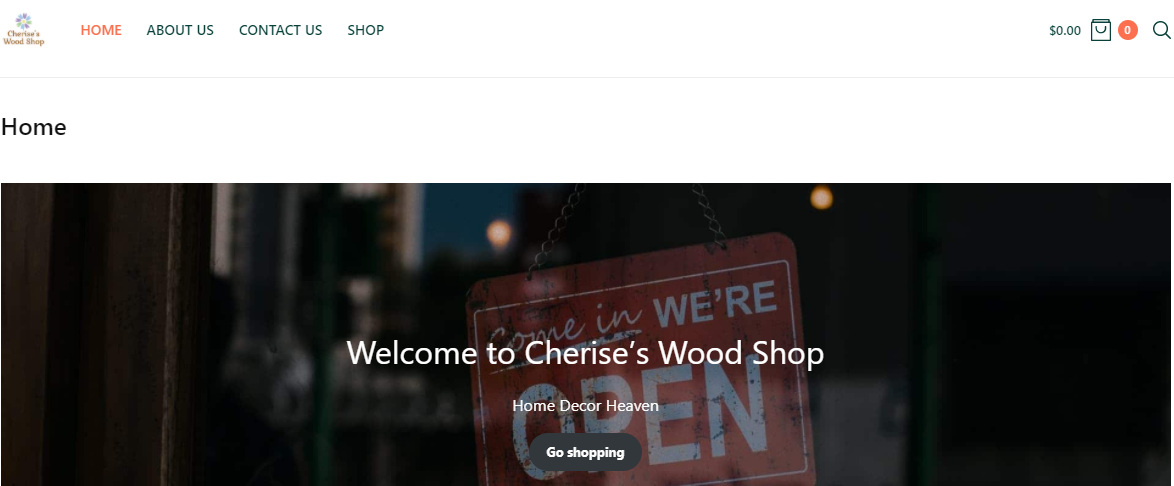 Cherise's
Wood Shop
HOME
ABOUT US
CONTACT US
SHOP
$0.00
0
Home
come in WE'RE
OPEN
Welcome to Cherise’s Wood Shop
Home Decor Heaven
Go shopping